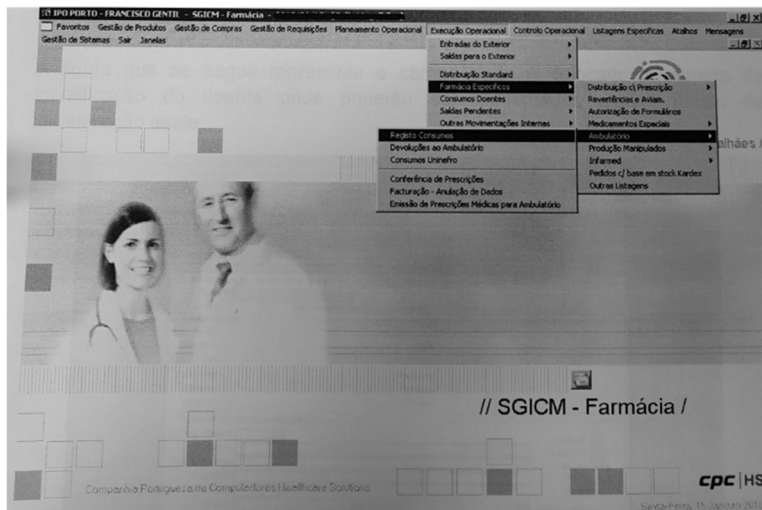 IPO PORTO - FRANCISCO GENTIL - SGICM - Farmácia -
Favoritos Gestão de Produtos Gestão de Compras Gestão de Requisições Planeamento Operacional Execução Operacional Controlo Operacional Listagens Específicas Atalhos Mensagens
Gestão de Sistemas Sair Janelas
Entradas do Exterior
Saídas para o Exterior
Distribuição Standard
Farmácia Específicos
Consumos Doentes
Saídas Pendentes
Outras Movimentações Internas
Distribuição c\ Prescrição
Revertências e Aviam.
Autorização de Formulários
Medicamentos Especiais
Ambulatório
Produção Manipulados
Infarmed
Pedidos c/ base em stock Kardex
Outras Listagens
Registo Consumos
Devoluções ao Ambulatório
Consumos Uninefro
Conferência de Prescrições
Facturação - Anulação de Dados
Emissão de Prescrições Médicas para Ambulatório
// SGICM - Farmácia /
Companhia Portuguesa de Computadores Healthcare Solutions
cpc | HS